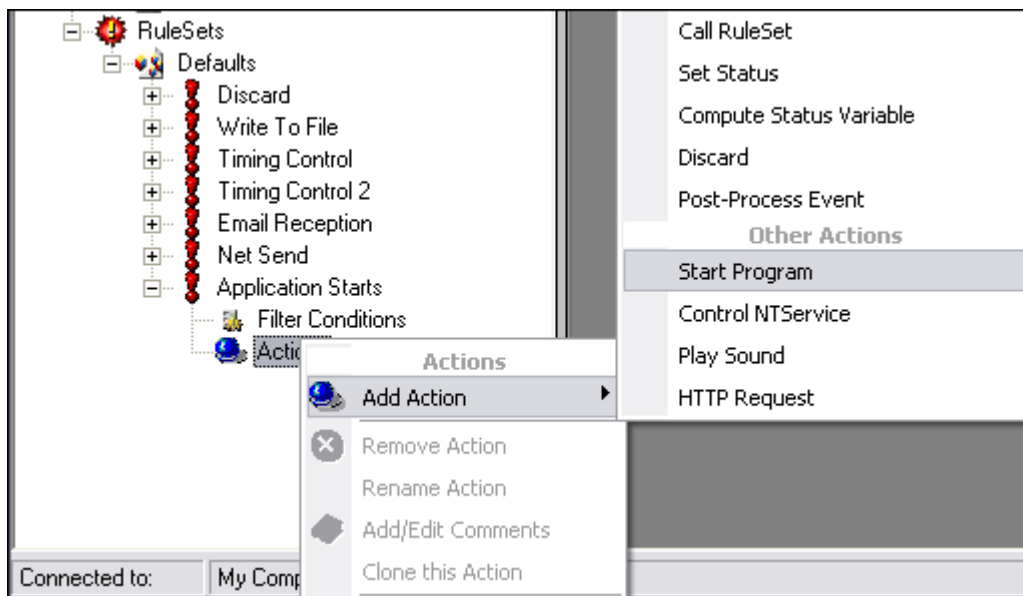 RuleSets
Defaults
Discard
Write To File
Timing Control
Timing Control 2
Email Reception
Net Send
Application Starts
Filter Conditions
Actions
Add Action
Remove Action
Rename Action
Add/Edit Comments
Clone this Action
Call RuleSet
Set Status
Compute Status Variable
Discard
Post-Process Event
Other Actions
Start Program
Control NTService
Play Sound
HTTP Request
Connected to: